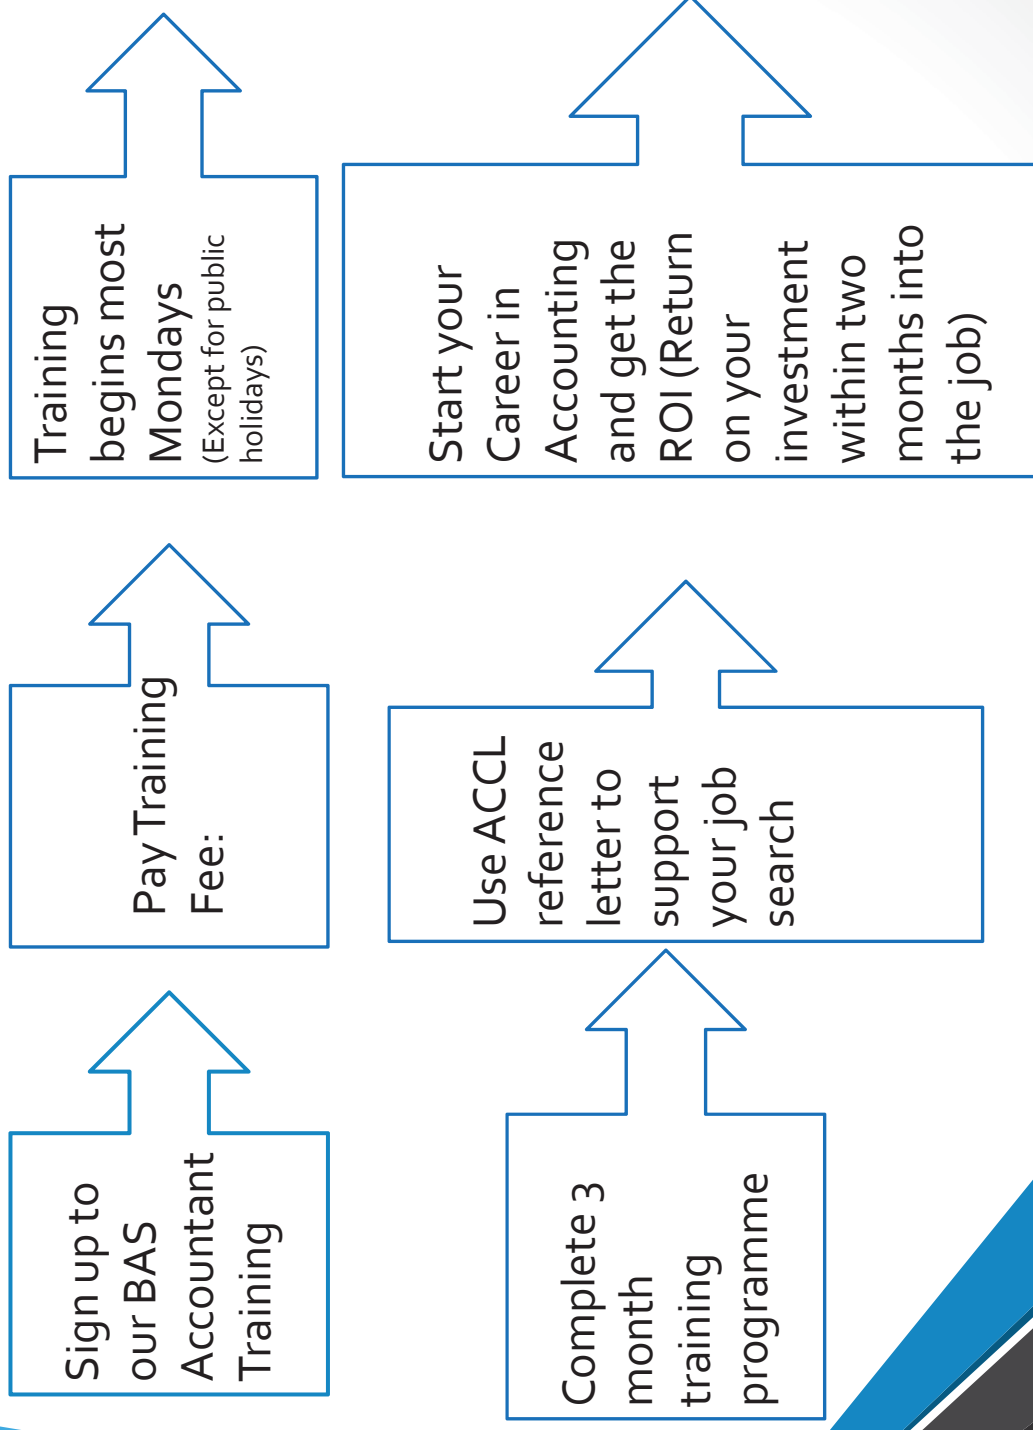 Sign up to
our BAS
Accountant
Training
Pay Training
Fee:
Training
begins most
Mondays
(Except for public
holidays)
Complete 3
month
training
programme
Use ACCL
reference
letter to
support
your job
search
Start your
Career in
Accounting
and get the
ROI (Return
on your
investment
within two
months into
the job)